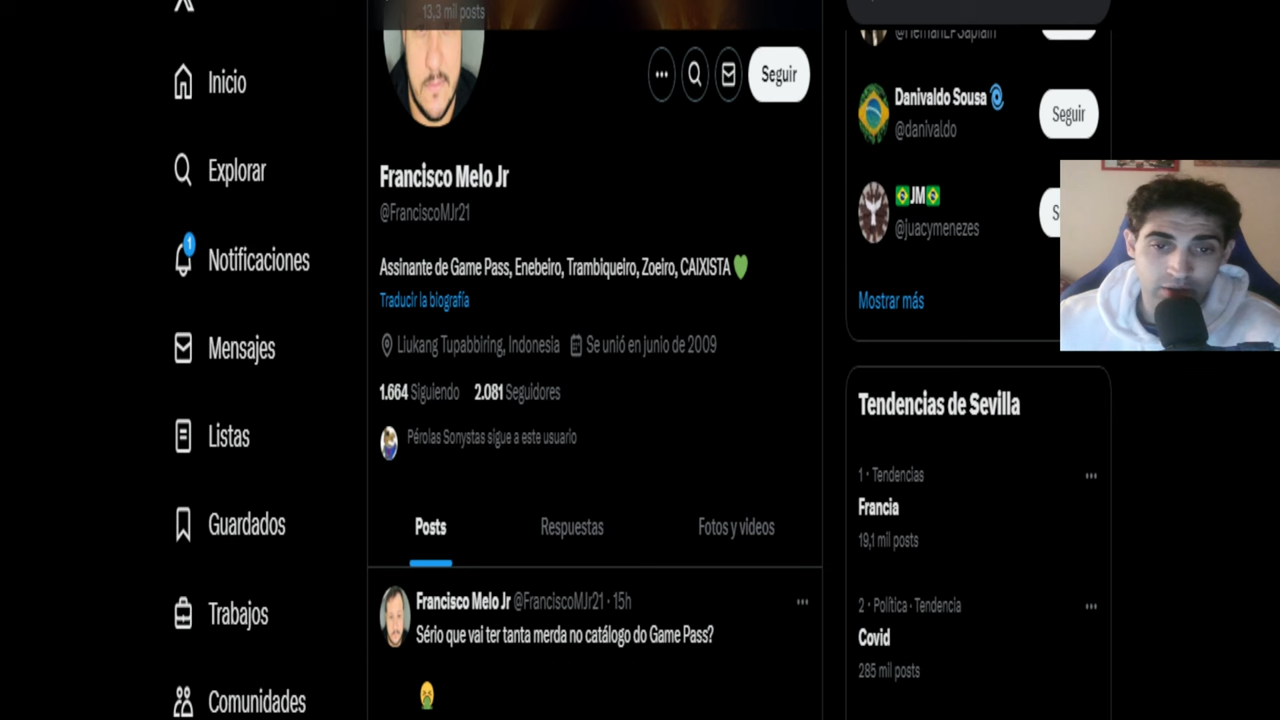 Inicio
Explorar
1
Notificaciones
Mensajes
Listas
Guardados
Trabajos
Comunidades
13,3 mil posts
Seguir
Francisco Melo Jr
@FranciscoMJr21
Assinante de Game Pass, Enebeiro, Trambiqueiro, Zoeiro, CAIXISTA 💚
Traducir la biografía
Liukang Tupabbiring, Indonesia Se unió en junio de 2009
1.664 Siguiendo 2.081 Seguidores
Pérolas Sonystas sigue a este usuario
Posts Respuestas Fotos y videos
Francisco Melo Jr @FranciscoMJr21 · 15h
Sério que vai ter tanta merda no catálogo do Game Pass?
🤮
Danivaldo Sousa
@danivaldo
Seguir
🇧🇷JM🇧🇷
@juacymenezes
S
Mostrar más
Tendencias de Sevilla
1 · Tendencias
Francia
19,1 mil posts
2 · Política · Tendencia
Covid
285 mil posts